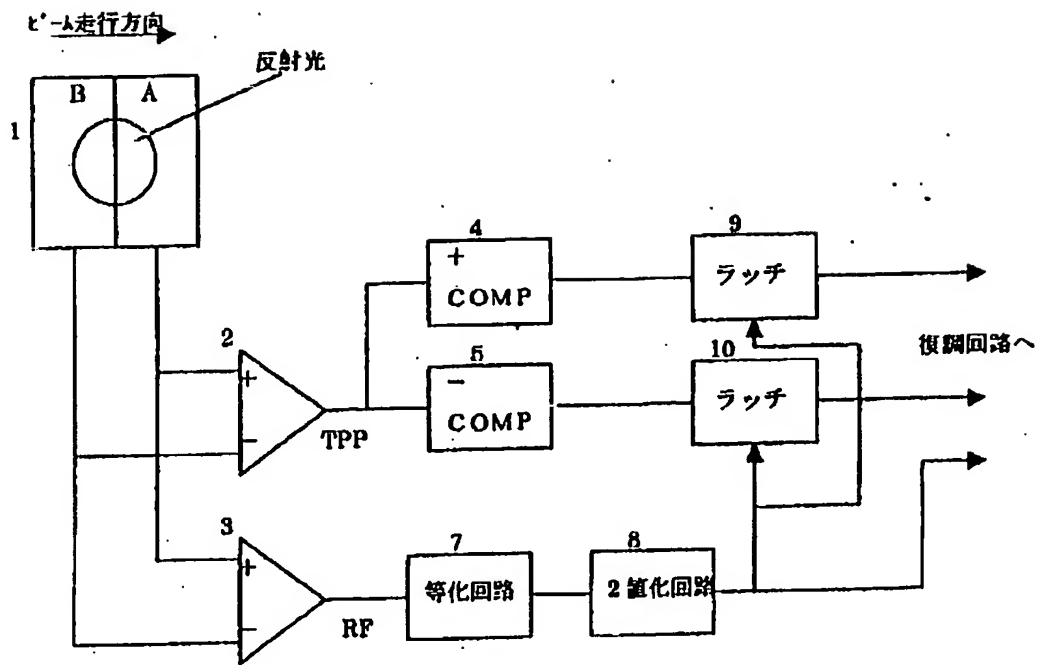 ビーム走行方向
反射光
B A
1
4
+
COMP
9
ラッチ
2
+
−
TPP
5
−
COMP
10
ラッチ
復調回路へ
3
+
−
RF
7
等化回路
8
2値化回路